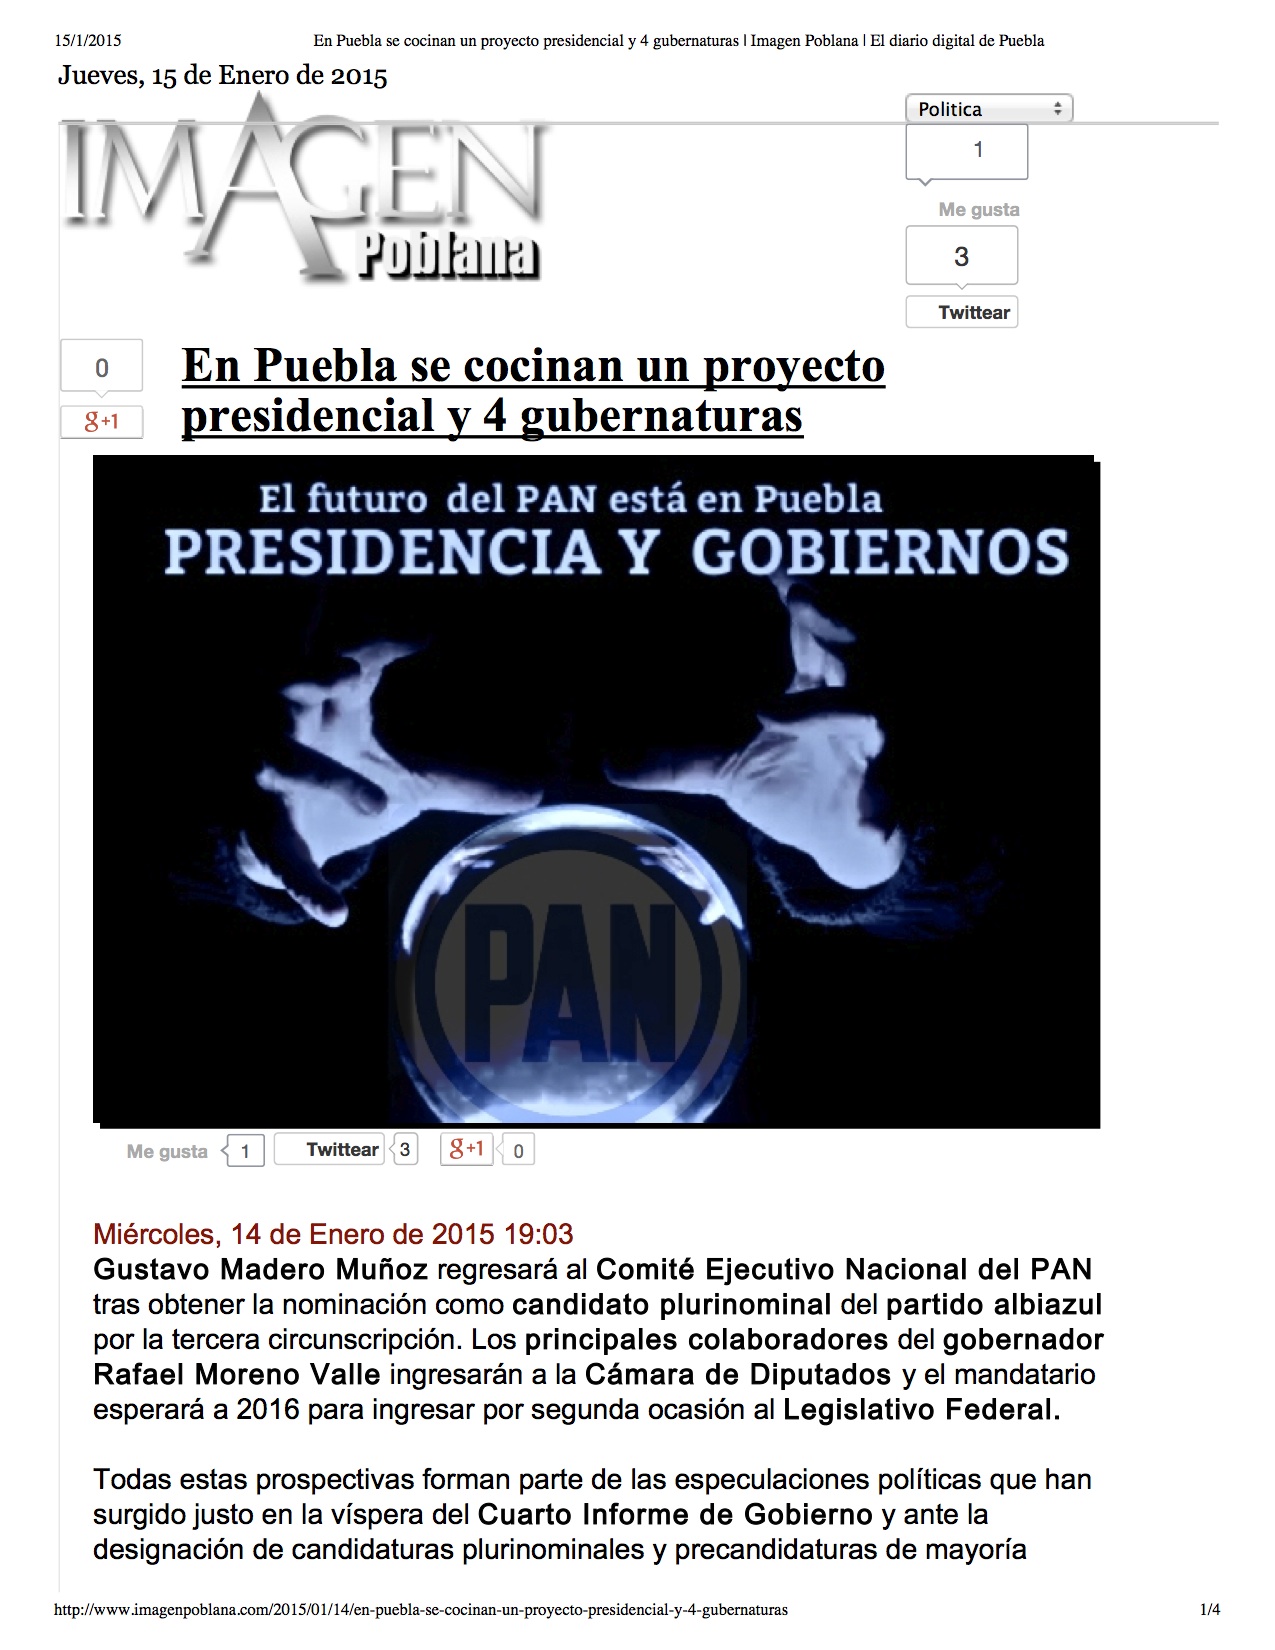 15/1/2015 En Puebla se cocinan un proyecto presidencial y 4 gubernaturas | Imagen Poblana | El diario digital de Puebla
Jueves, 15 de Enero de 2015
IMAGEN
Poblana
Politica
1
Me gusta
3
Twittear
0
g+1
En Puebla se cocinan un proyecto
presidencial y 4 gubernaturas
El futuro del PAN está en Puebla
PRESIDENCIA Y GOBIERNOS
PAN
Me gusta 1 Twittear 3 g+1 0
Miércoles, 14 de Enero de 2015 19:03
Gustavo Madero Muñoz regresará al Comité Ejecutivo Nacional del PAN
tras obtener la nominación como candidato plurinominal del partido albiazul
por la tercera circunscripción. Los principales colaboradores del gobernador
Rafael Moreno Valle ingresarán a la Cámara de Diputados y el mandatario
esperará a 2016 para ingresar por segunda ocasión al Legislativo Federal.
Todas estas prospectivas forman parte de las especulaciones políticas que han
surgido justo en la víspera del Cuarto Informe de Gobierno y ante la
designación de candidaturas plurinominales y precandidaturas de mayoría
http://www.imagenpoblana.com/2015/01/14/en-puebla-se-cocinan-un-proyecto-presidencial-y-4-gubernaturas 1/4